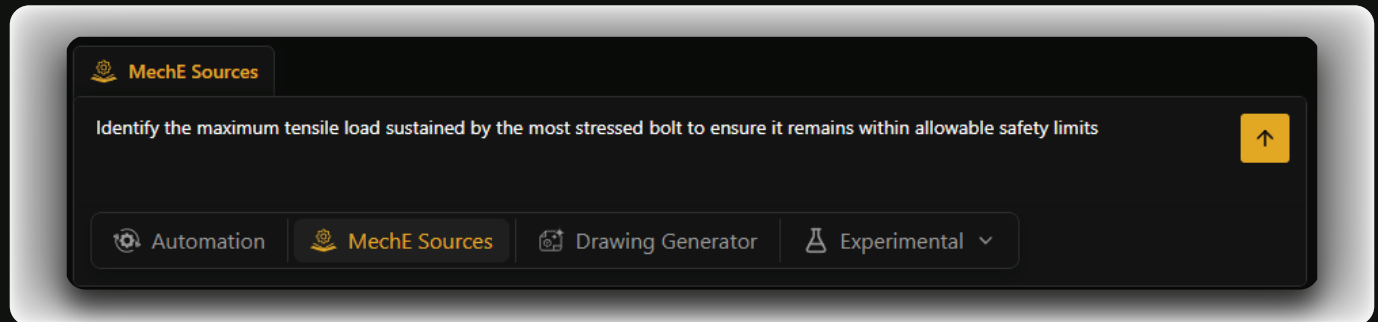 MechE Sources
Identify the maximum tensile load sustained by the most stressed bolt to ensure it remains within allowable safety limits
Automation
MechE Sources
Drawing Generator
Experimental